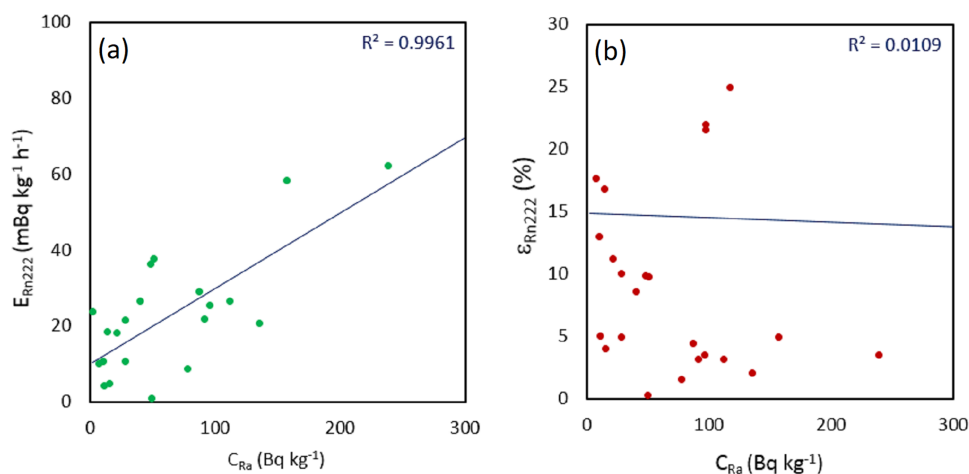 (a)
R² = 0.9961
100
80
60
40
20
0
E_Rn222 (mBq kg⁻¹ h⁻¹)
0 100 200 300
C_Ra (Bq kg⁻¹)
(b)
R² = 0.0109
30
25
20
15
10
5
0
ε_Rn222 (%)
0 100 200 300
C_Ra (Bq kg⁻¹)